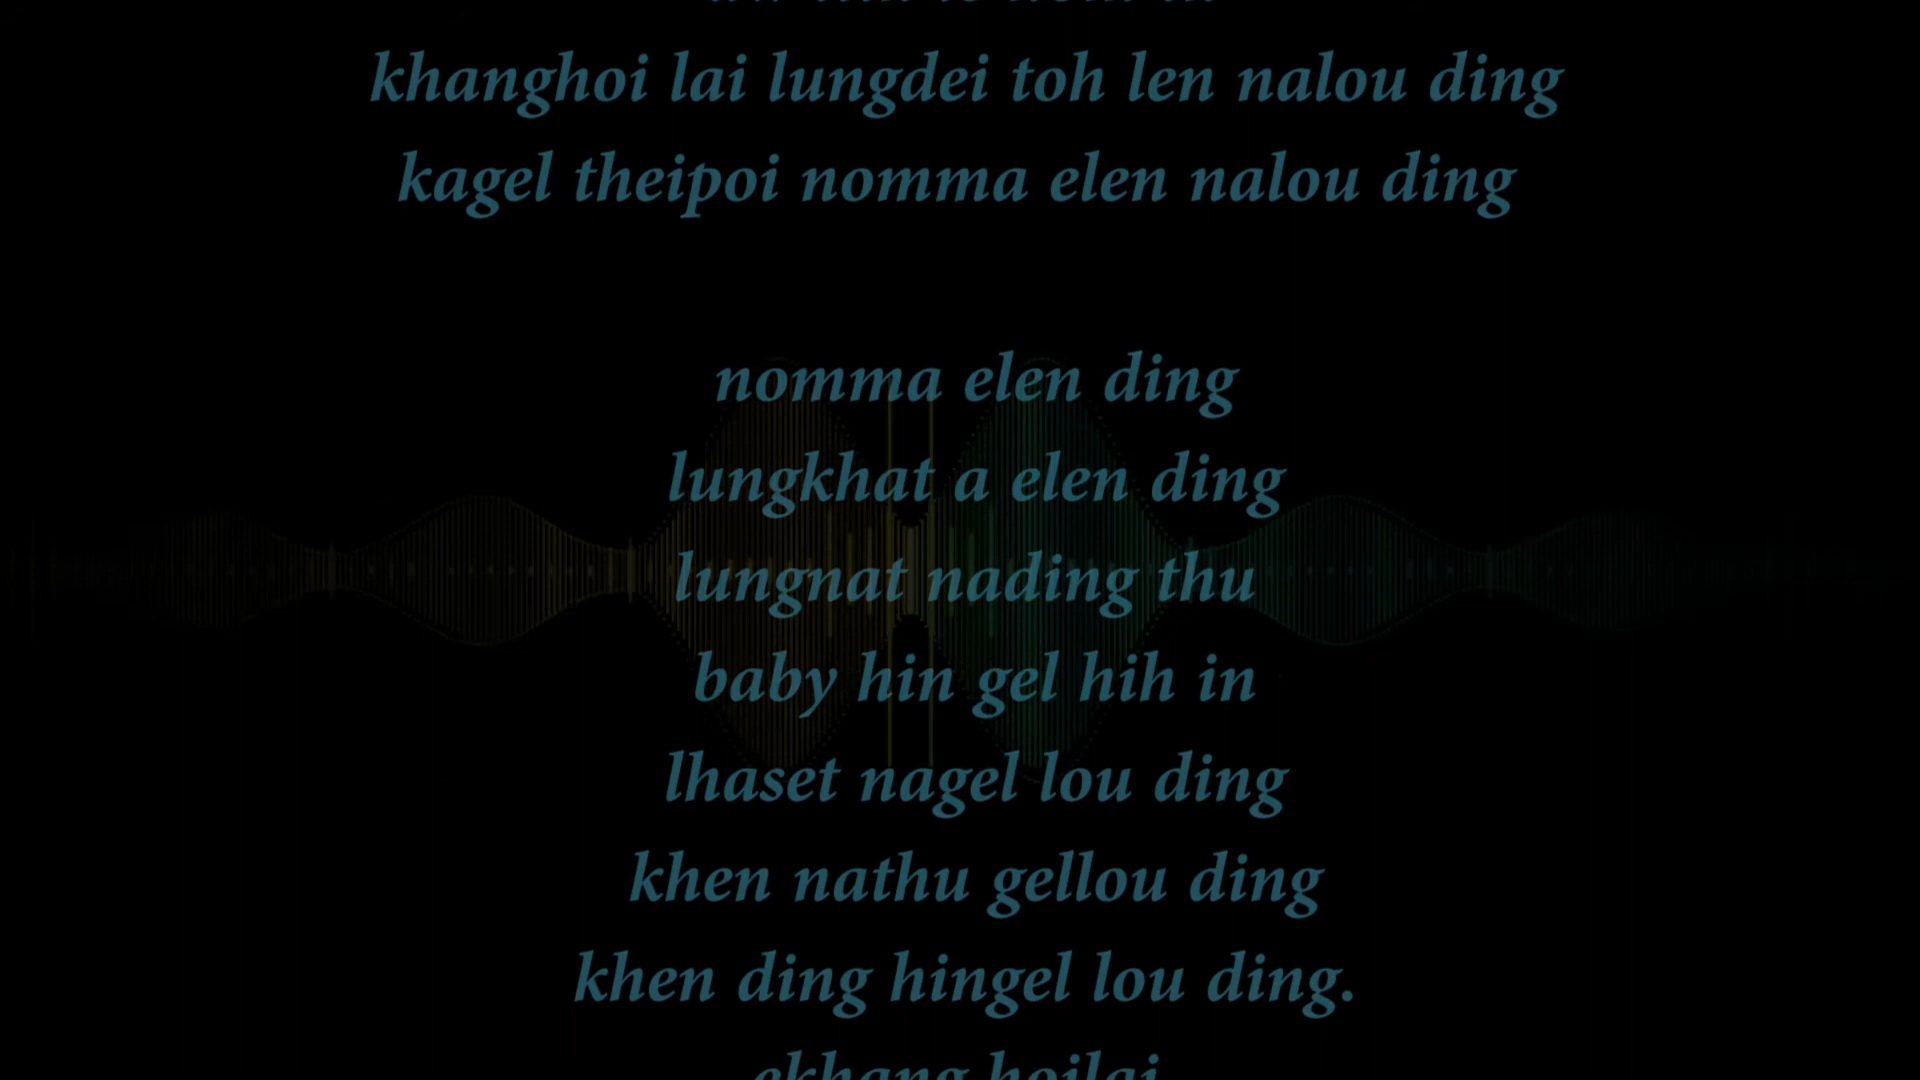 khanghoi lai lungdei toh len nalou ding
kagel theipoi nomma elen nalou ding
nomma elen ding
lungkhat a elen ding
lungnat nading thu
baby hin gel hih in
lhaset nagel lou ding
khen nathu gellou ding
khen ding hingel lou ding.
ekhang hoilai